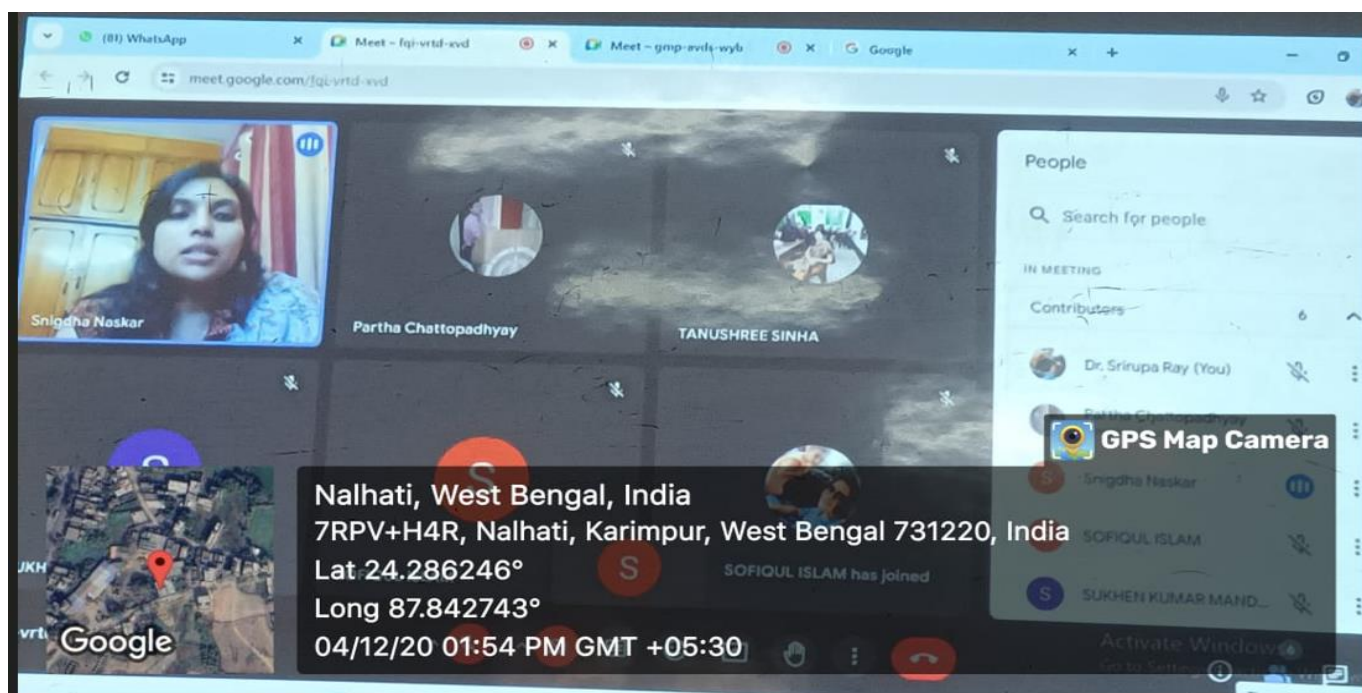 (81) WhatsApp
Meet – fqi-vrtd-xvd
Meet – gmp-avds-wyb
Google
meet.google.com/fqi-vrtd-xvd
Snigdha Naskar
Partha Chattopadhyay
TANUSHREE SINHA
People
Search for people
IN MEETING
Contributors 6
Dr. Srirupa Ray (You)
Partha Chattopadhyay
Snigdha Naskar
SOFIQUL ISLAM
SUKHEN KUMAR MAND...
S
S
S
SOFIQUL ISLAM has joined
S
S
S
GPS Map Camera
Nalhati, West Bengal, India
7RPV+H4R, Nalhati, Karimpur, West Bengal 731220, India
Lat 24.286246°
Long 87.842743°
04/12/20 01:54 PM GMT +05:30
Google
Activate Windows